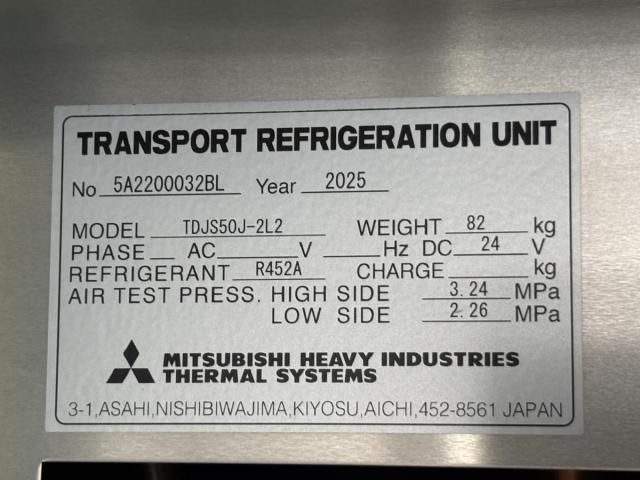 TRANSPORT REFRIGERATION UNIT
No 5A2200032BL Year 2025
MODEL TDJS50J-2L2 WEIGHT 82 kg
PHASE AC V Hz DC 24 V
REFRIGERANT R452A CHARGE kg
AIR TEST PRESS. HIGH SIDE 3.24 MPa
LOW SIDE 2.26 MPa
MITSUBISHI HEAVY INDUSTRIES
THERMAL SYSTEMS
3-1,ASAHI,NISHIBIWAJIMA,KIYOSU,AICHI,452-8561 JAPAN